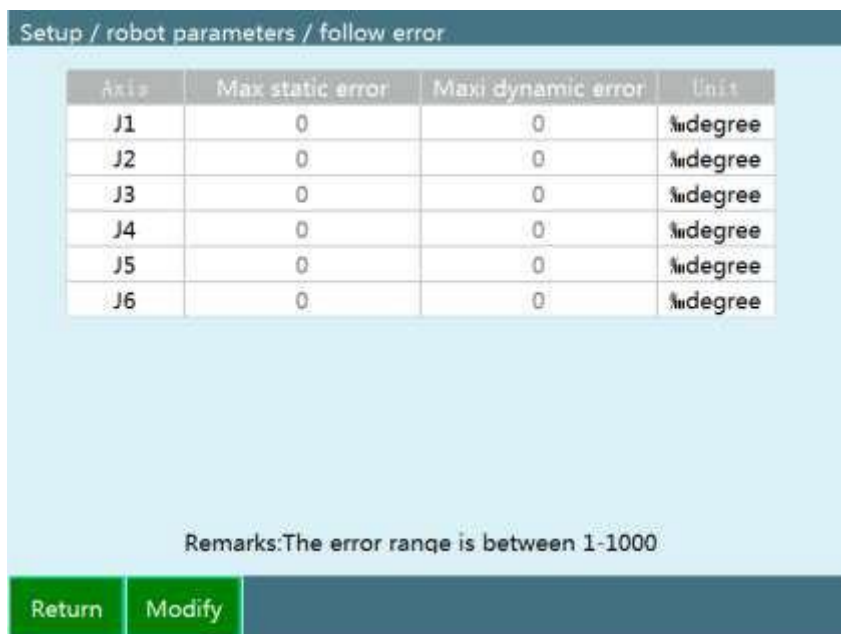 Setup / robot parameters / follow error
Axis Max static error Maxi dynamic error Unit
J1 0 0 ‱degree
J2 0 0 ‱degree
J3 0 0 ‱degree
J4 0 0 ‱degree
J5 0 0 ‱degree
J6 0 0 ‱degree
Remarks:The error range is between 1-1000
Return Modify